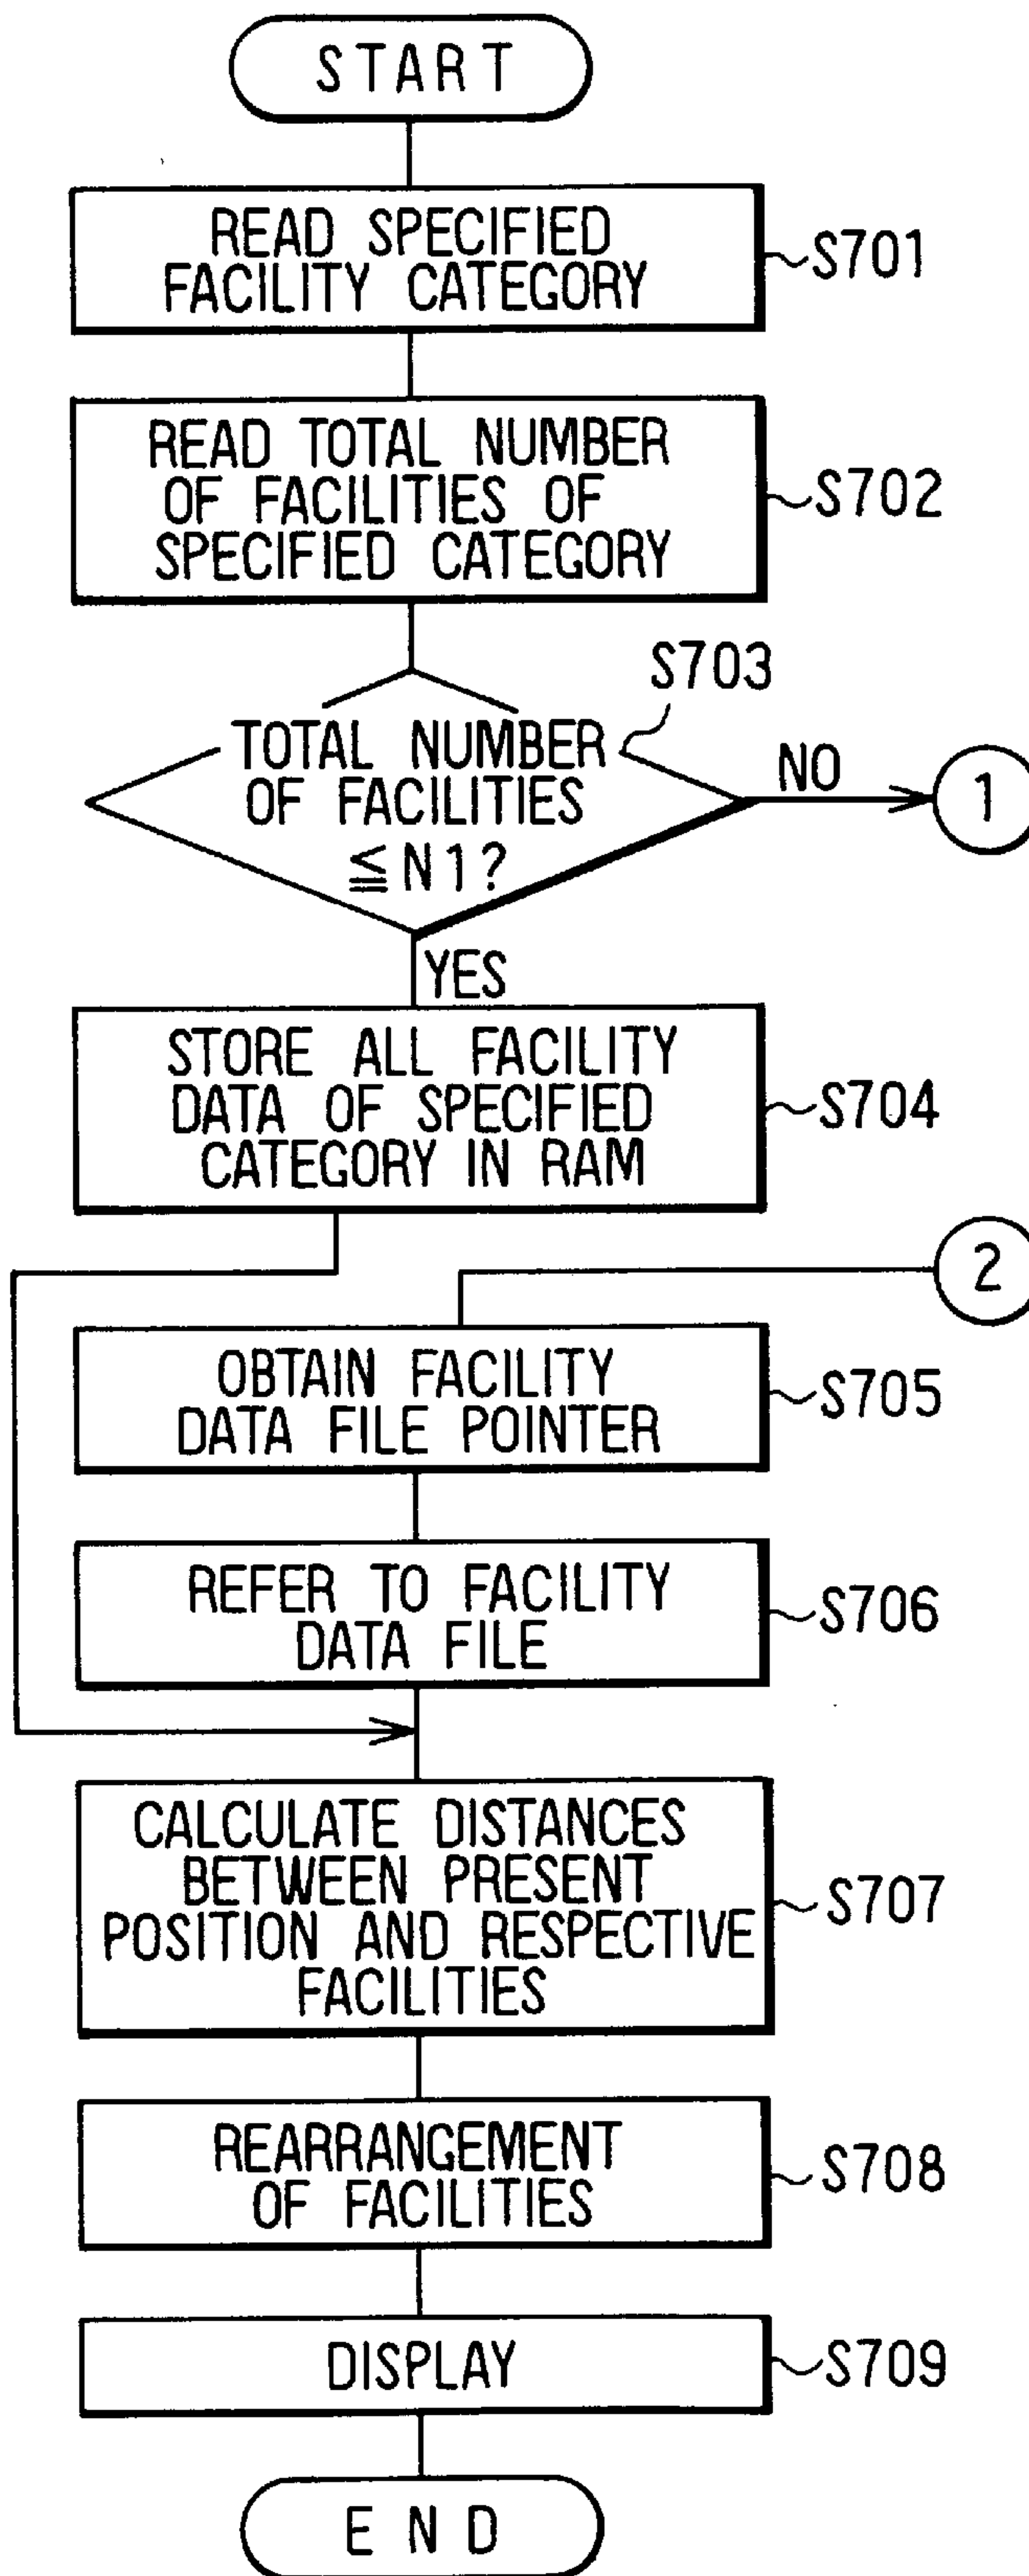 START
READ SPECIFIED
FACILITY CATEGORY
S701
READ TOTAL NUMBER
OF FACILITIES OF
SPECIFIED CATEGORY
S702
S703
TOTAL NUMBER
OF FACILITIES
≦N1?
NO
1
YES
STORE ALL FACILITY
DATA OF SPECIFIED
CATEGORY IN RAM
S704
2
OBTAIN FACILITY
DATA FILE POINTER
S705
REFER TO FACILITY
DATA FILE
S706
CALCULATE DISTANCES
BETWEEN PRESENT
POSITION AND RESPECTIVE
FACILITIES
S707
REARRANGEMENT
OF FACILITIES
S708
DISPLAY
S709
END